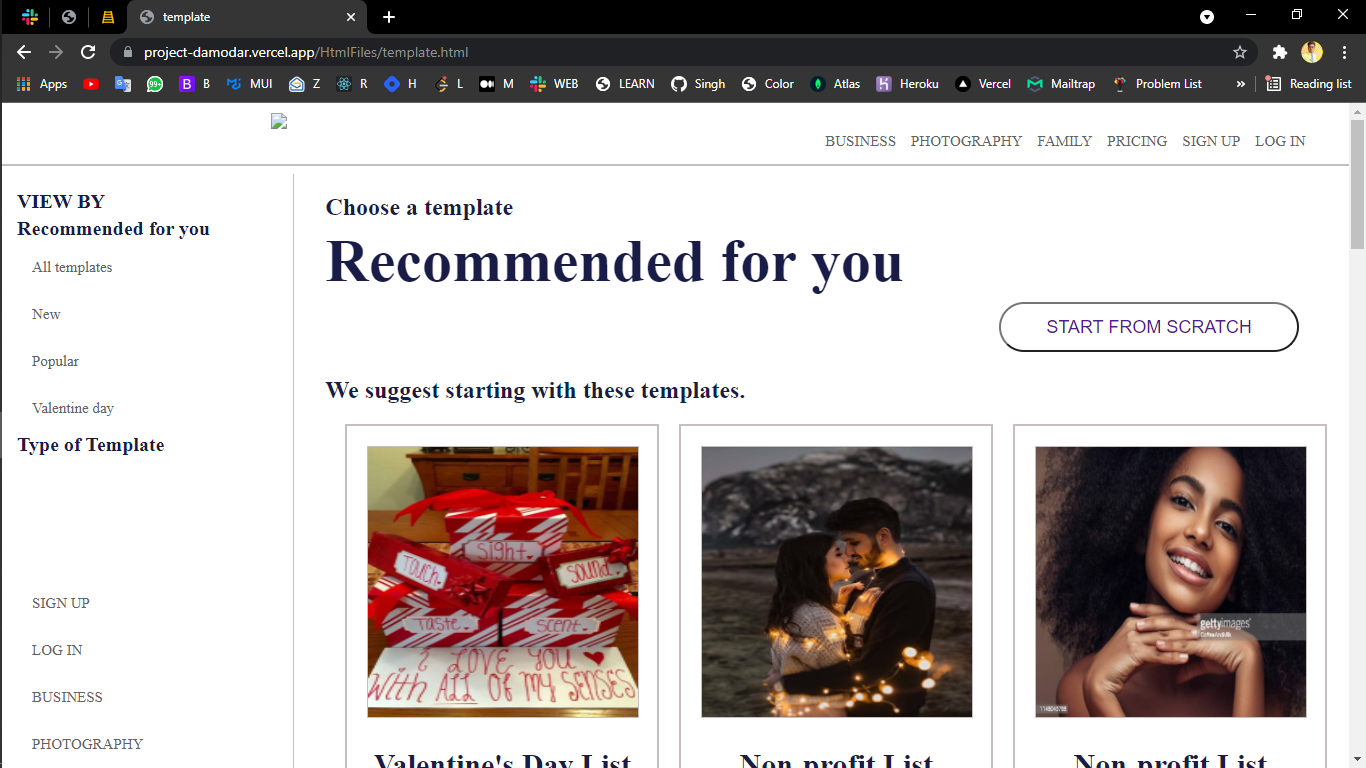 template
project-damodar.vercel.app/HtmlFiles/template.html
Apps B B MUI Z R H L M WEB LEARN Singh Color Atlas Heroku Vercel Mailtrap Problem List » Reading list
BUSINESS PHOTOGRAPHY FAMILY PRICING SIGN UP LOG IN
VIEW BY
Recommended for you
All templates
New
Popular
Valentine day
Type of Template
SIGN UP
LOG IN
BUSINESS
PHOTOGRAPHY
Choose a template
Recommended for you
START FROM SCRATCH
We suggest starting with these templates.
Sight.
Touch.
Sound.
Taste.
Scent.
I LOVE YOU
With ALL OF MY SENSES
gettyimages
CoffeeAndMilk
Valentine's Day List
Non-profit List
Non-profit List